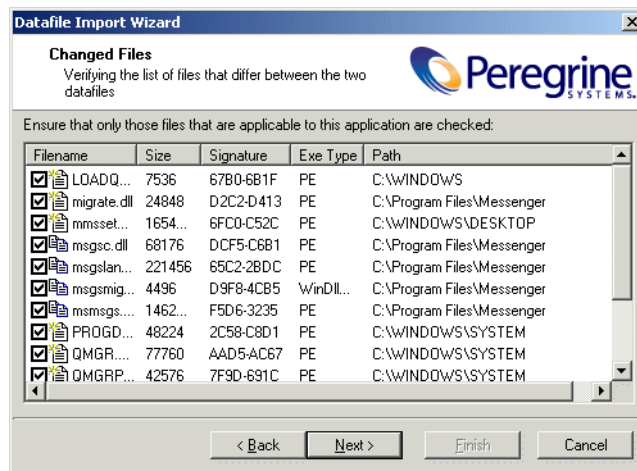 Datafile Import Wizard
Changed Files
Verifying the list of files that differ between the two
datafiles
Peregrine
SYSTEMS
Ensure that only those files that are applicable to this application are checked:
Filename Size Signature Exe Type Path
LOADQ... 7536 67B0-6B1F PE C:\WINDOWS
migrate.dll 24848 D2C2-D413 PE C:\Program Files\Messenger
mmsset... 1654... 6FC0-C52C PE C:\WINDOWS\DESKTOP
msgsc.dll 68176 DCF5-C6B1 PE C:\Program Files\Messenger
msgslan... 221456 65C2-2BDC PE C:\Program Files\Messenger
msgsmig... 4496 D9F8-4CB5 WinDll... C:\Program Files\Messenger
msmsgs.... 1462... F5D6-3235 PE C:\Program Files\Messenger
PROGD... 48224 2C58-C8D1 PE C:\WINDOWS\SYSTEM
QMGR.... 77760 AAD5-AC67 PE C:\WINDOWS\SYSTEM
QMGRP... 42576 7F9D-691C PE C:\WINDOWS\SYSTEM
< Back Next > Finish Cancel